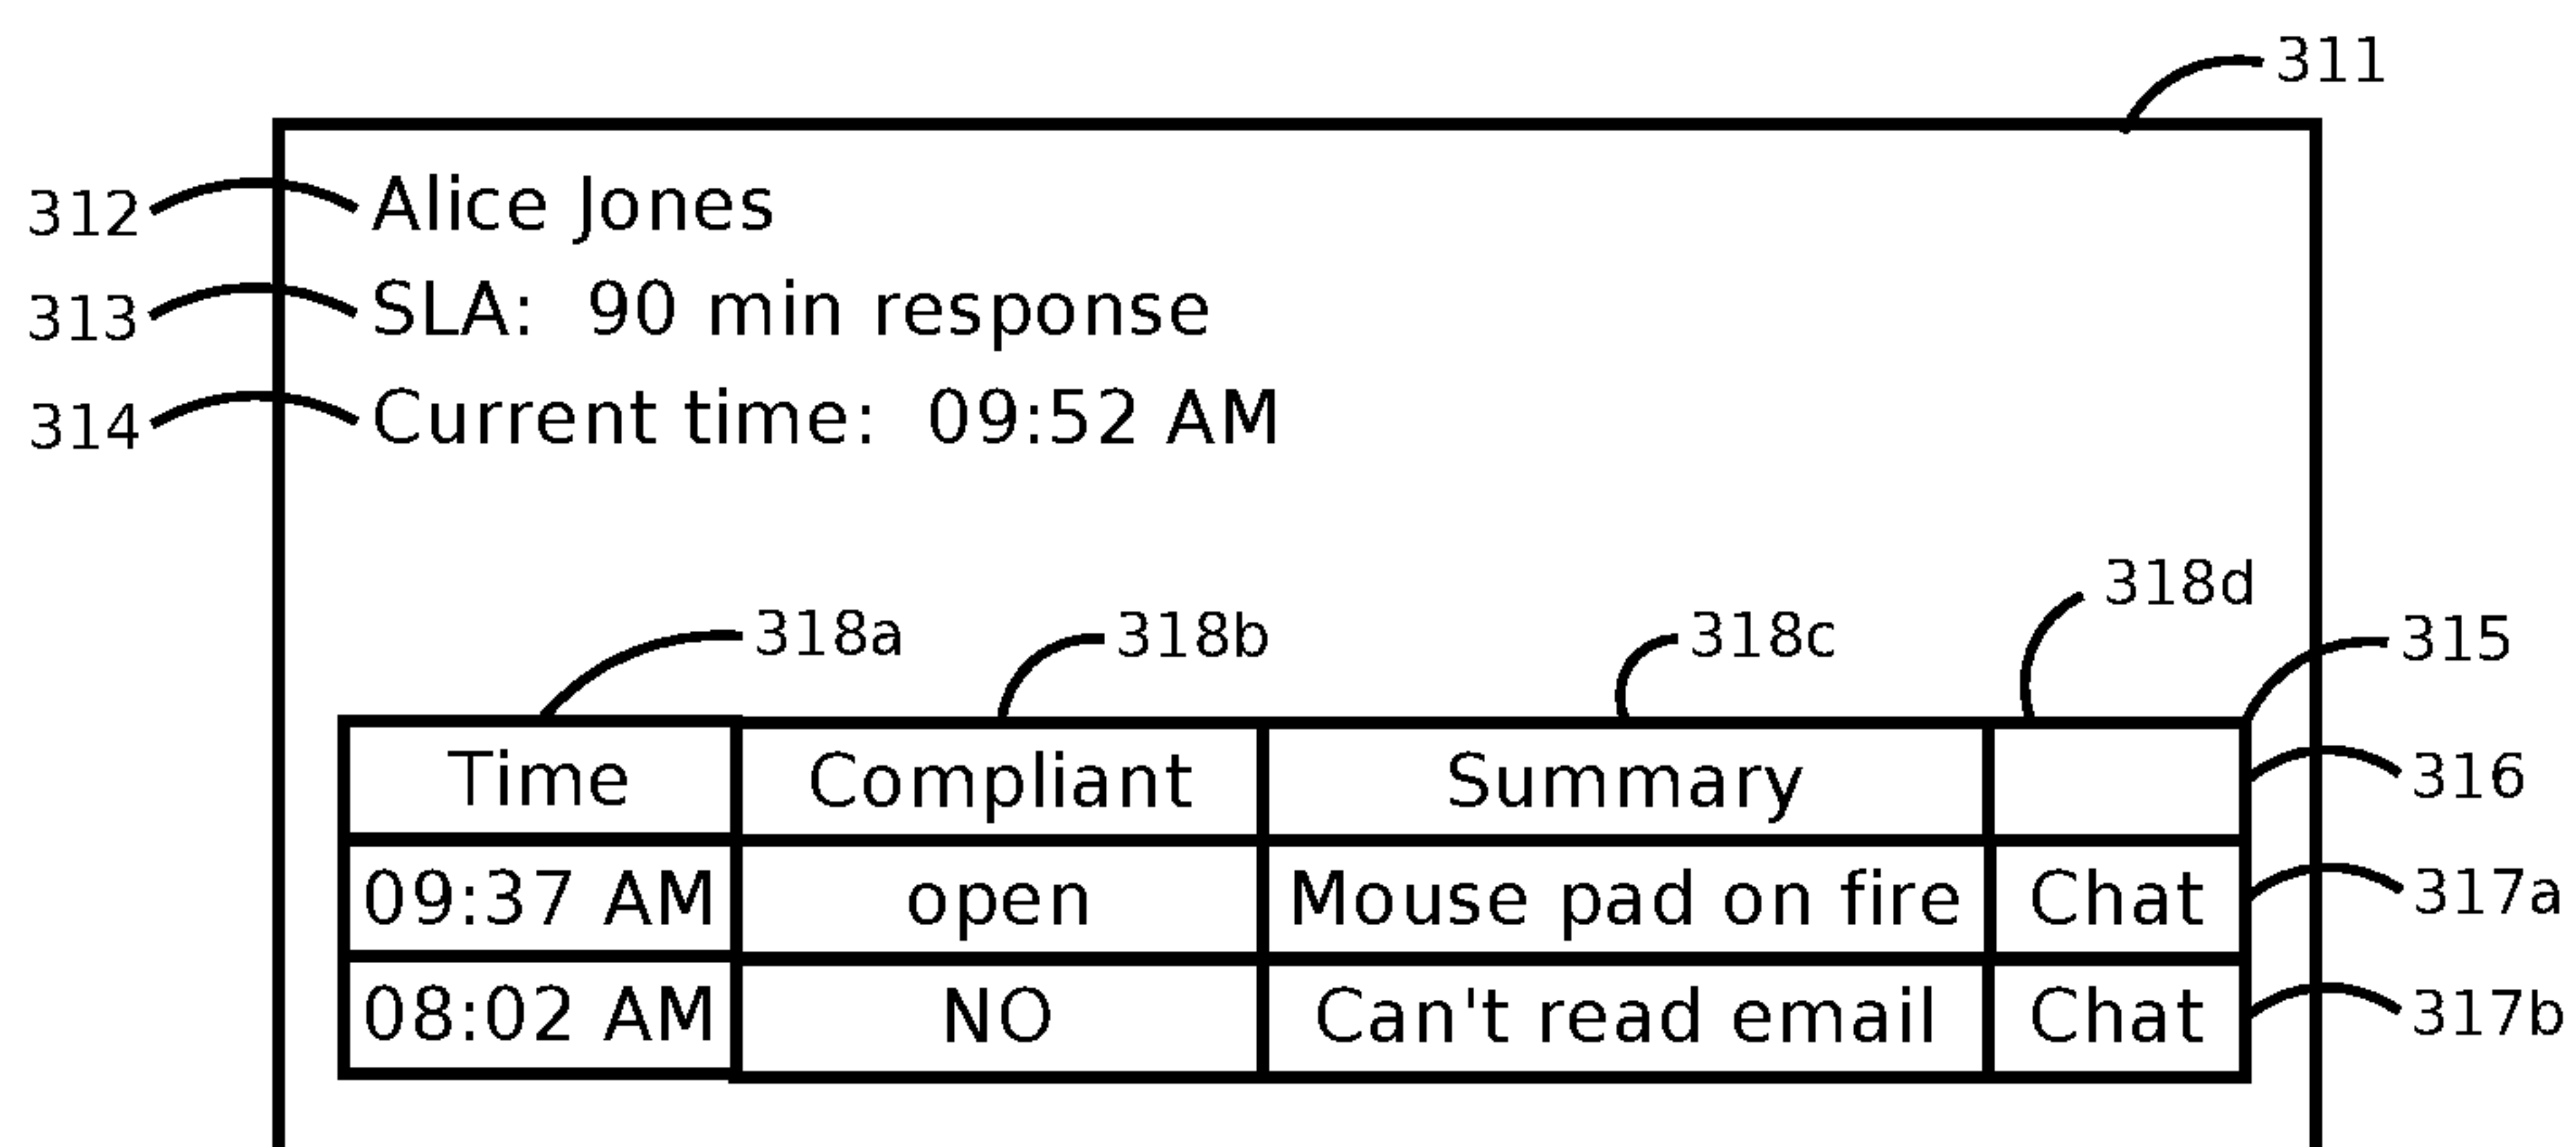 311
312 Alice Jones
313 SLA: 90 min response
314 Current time: 09:52 AM
318a 318b 318c 318d 315
Time Compliant Summary 316
09:37 AM open Mouse pad on fire Chat 317a
08:02 AM NO Can't read email Chat 317b